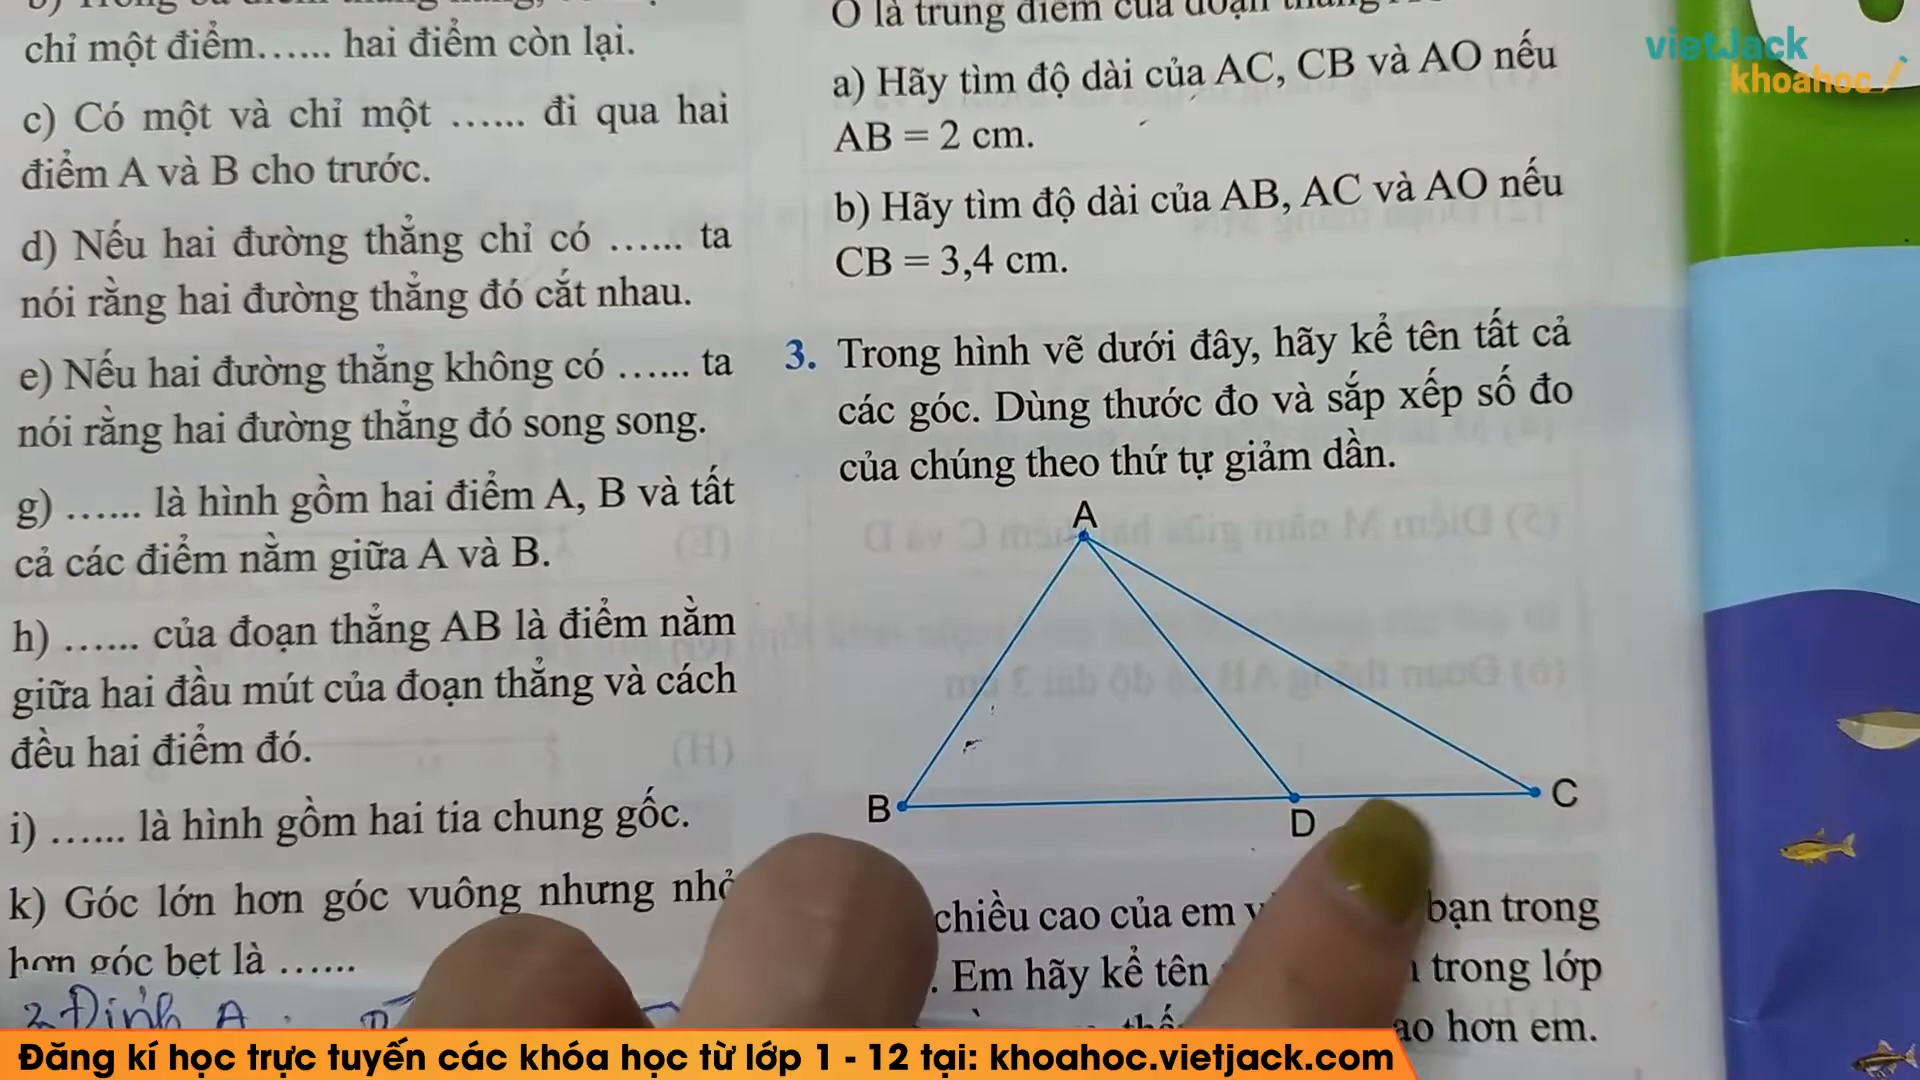 chỉ một điểm…... hai điểm còn lại.
c) Có một và chỉ một …... đi qua hai
điểm A và B cho trước.
d) Nếu hai đường thẳng chỉ có …... ta
nói rằng hai đường thẳng đó cắt nhau.
e) Nếu hai đường thẳng không có …... ta
nói rằng hai đường thẳng đó song song.
g) …... là hình gồm hai điểm A, B và tất
cả các điểm nằm giữa A và B.
h) …... của đoạn thẳng AB là điểm nằm
giữa hai đầu mút của đoạn thẳng và cách
đều hai điểm đó.
i) …... là hình gồm hai tia chung gốc.
k) Góc lớn hơn góc vuông nhưng nhỏ
hơn góc bẹt là …...
2 Đỉnh A
O là trung điểm của đoạn thẳng
a) Hãy tìm độ dài của AC, CB và AO nếu
AB = 2 cm.
b) Hãy tìm độ dài của AB, AC và AO nếu
CB = 3,4 cm.
3. Trong hình vẽ dưới đây, hãy kể tên tất cả
các góc. Dùng thước đo và sắp xếp số đo
của chúng theo thứ tự giảm dần.
A
B
D
C
chiều cao của em bạn trong
. Em hãy kể tên trong lớp
hơn em.
vietJack
khoahoc
Đăng kí học trực tuyến các khóa học từ lớp 1 - 12 tại: khoahoc.vietjack.com